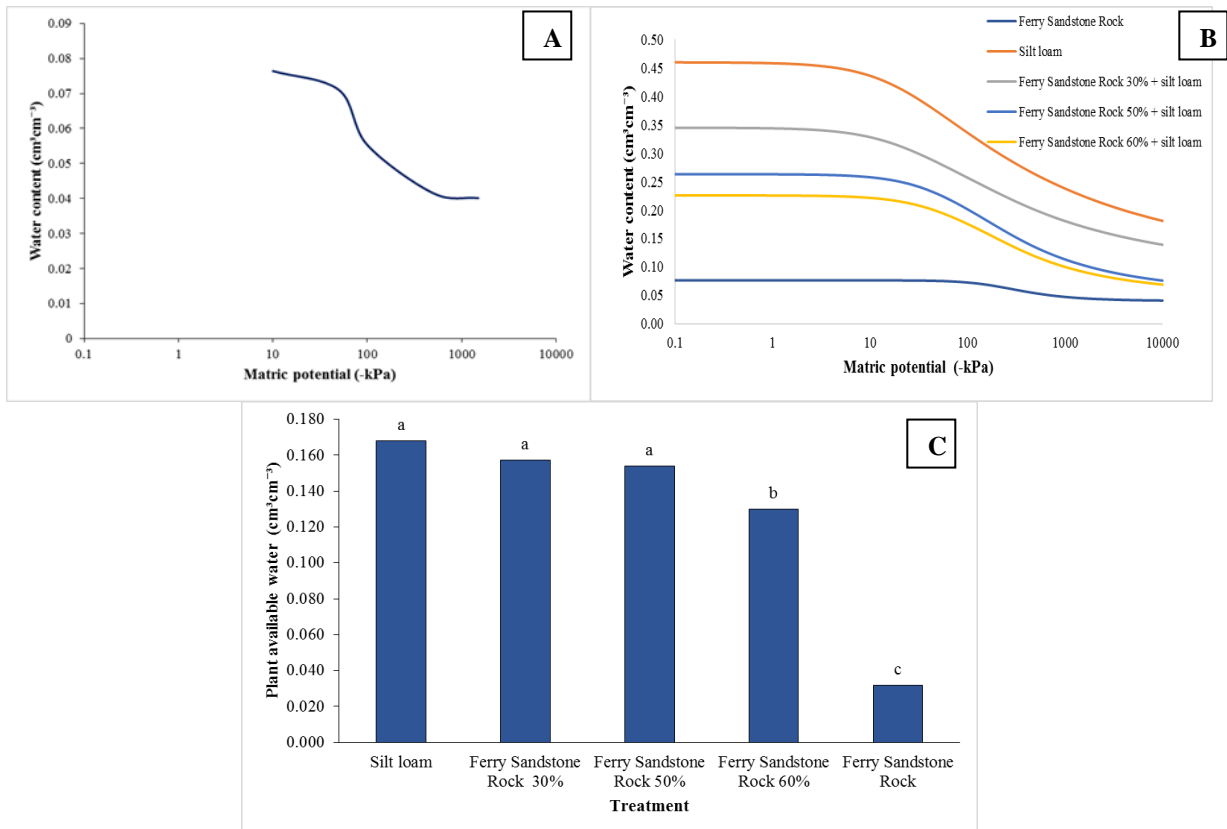 A
Water content (cm³cm⁻³)
0.09
0.08
0.07
0.06
0.05
0.04
0.03
0.02
0.01
0
0.1
1
10
100
1000
10000
Matric potential (-kPa)
B
Ferry Sandstone Rock
Silt loam
Ferry Sandstone Rock 30% + silt loam
Ferry Sandstone Rock 50% + silt loam
Ferry Sandstone Rock 60% + silt loam
Water content (cm³cm⁻³)
0.50
0.45
0.40
0.35
0.30
0.25
0.20
0.15
0.10
0.05
0.00
0.1
1
10
100
1000
10000
Matric potential (-kPa)
C
Plant available water (cm³cm⁻³)
0.180
0.160
0.140
0.120
0.100
0.080
0.060
0.040
0.020
0.000
a
a
a
b
c
Silt loam
Ferry Sandstone
Rock 30%
Ferry Sandstone
Rock 50%
Ferry Sandstone
Rock 60%
Ferry Sandstone
Rock
Treatment